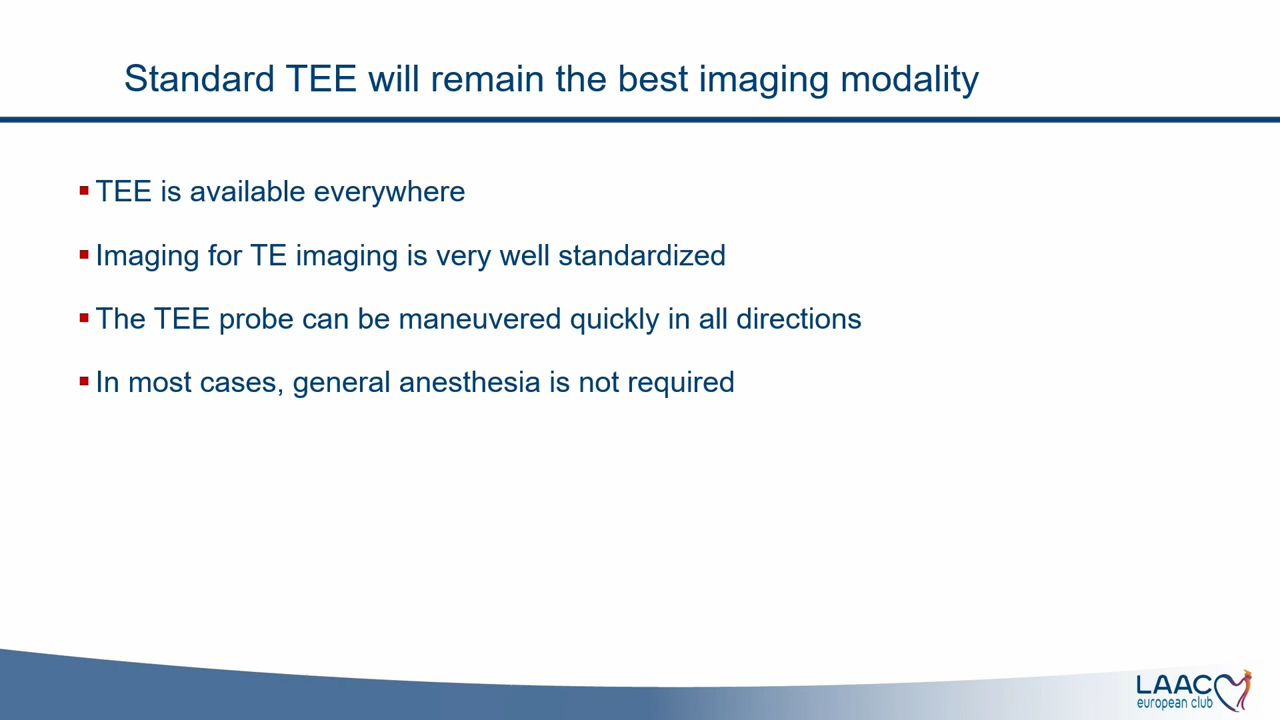 Standard TEE will remain the best imaging modality
TEE is available everywhere
Imaging for TE imaging is very well standardized
The TEE probe can be maneuvered quickly in all directions
In most cases, general anesthesia is not required
LAAC
european club